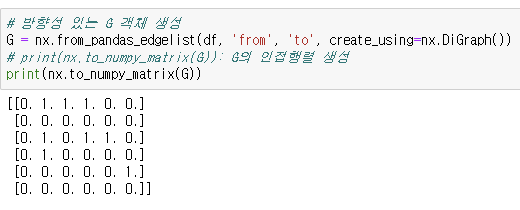 # 방향성 있는 G 객체 생성
G = nx.from_pandas_edgelist(df, 'from', 'to', create_using=nx.DiGraph())
# print(nx.to_numpy_matrix(G)): G의 인접행렬 생성
print(nx.to_numpy_matrix(G))
[[0. 1. 1. 1. 0. 0.]
[0. 0. 0. 0. 0. 0.]
[0. 1. 0. 1. 1. 0.]
[0. 1. 0. 0. 0. 0.]
[0. 0. 0. 0. 0. 1.]
[0. 0. 0. 0. 0. 0.]]